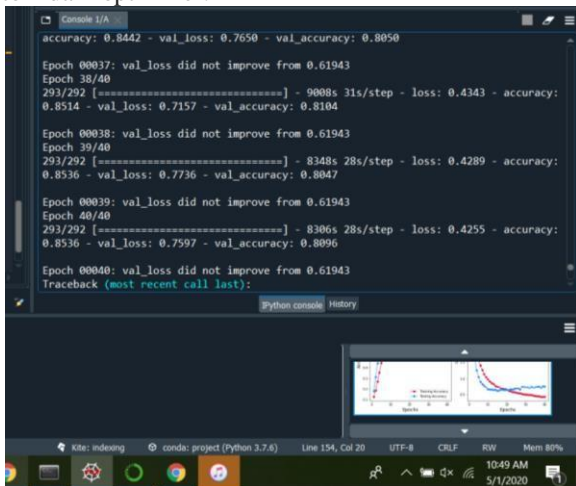 Console 1/A
accuracy: 0.8442 - val_loss: 0.7650 - val_accuracy: 0.8050
Epoch 00037: val_loss did not improve from 0.61943
Epoch 38/40
293/292 [==============================] - 9008s 31s/step - loss: 0.4343 - accuracy:
0.8514 - val_loss: 0.7157 - val_accuracy: 0.8104
Epoch 00038: val_loss did not improve from 0.61943
Epoch 39/40
293/292 [==============================] - 8348s 28s/step - loss: 0.4289 - accuracy:
0.8536 - val_loss: 0.7736 - val_accuracy: 0.8047
Epoch 00039: val_loss did not improve from 0.61943
Epoch 40/40
293/292 [==============================] - 8306s 28s/step - loss: 0.4255 - accuracy:
0.8536 - val_loss: 0.7597 - val_accuracy: 0.8096
Epoch 00040: val_loss did not improve from 0.61943
Traceback (most recent call last):
IPython console History
Epochs Epochs
Kite: indexing conda: project (Python 3.7.6) Line 154, Col 20 UTF-8 CRLF RW Mem 80%
10:49 AM
5/1/2020